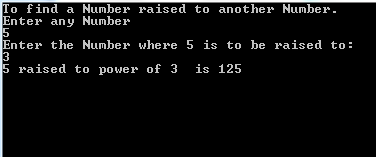 To find a Number raised to another Number.
Enter any Number
5
Enter the Number where 5 is to be raised to:
3
5 raised to power of 3  is 125